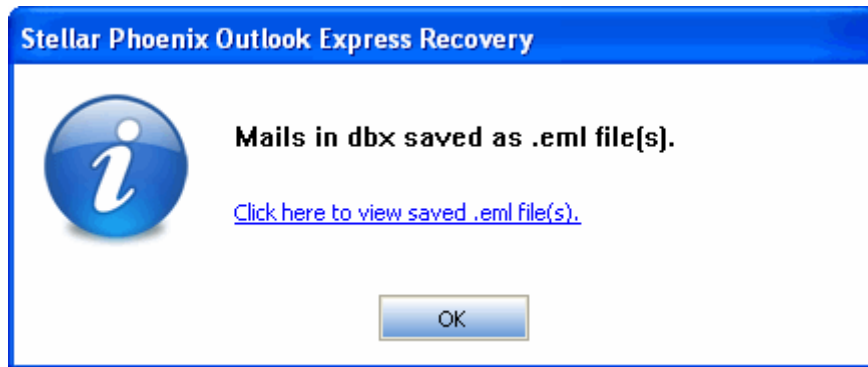 Stellar Phoenix Outlook Express Recovery
Mails in dbx saved as .eml file(s).
Click here to view saved .eml file(s).
OK